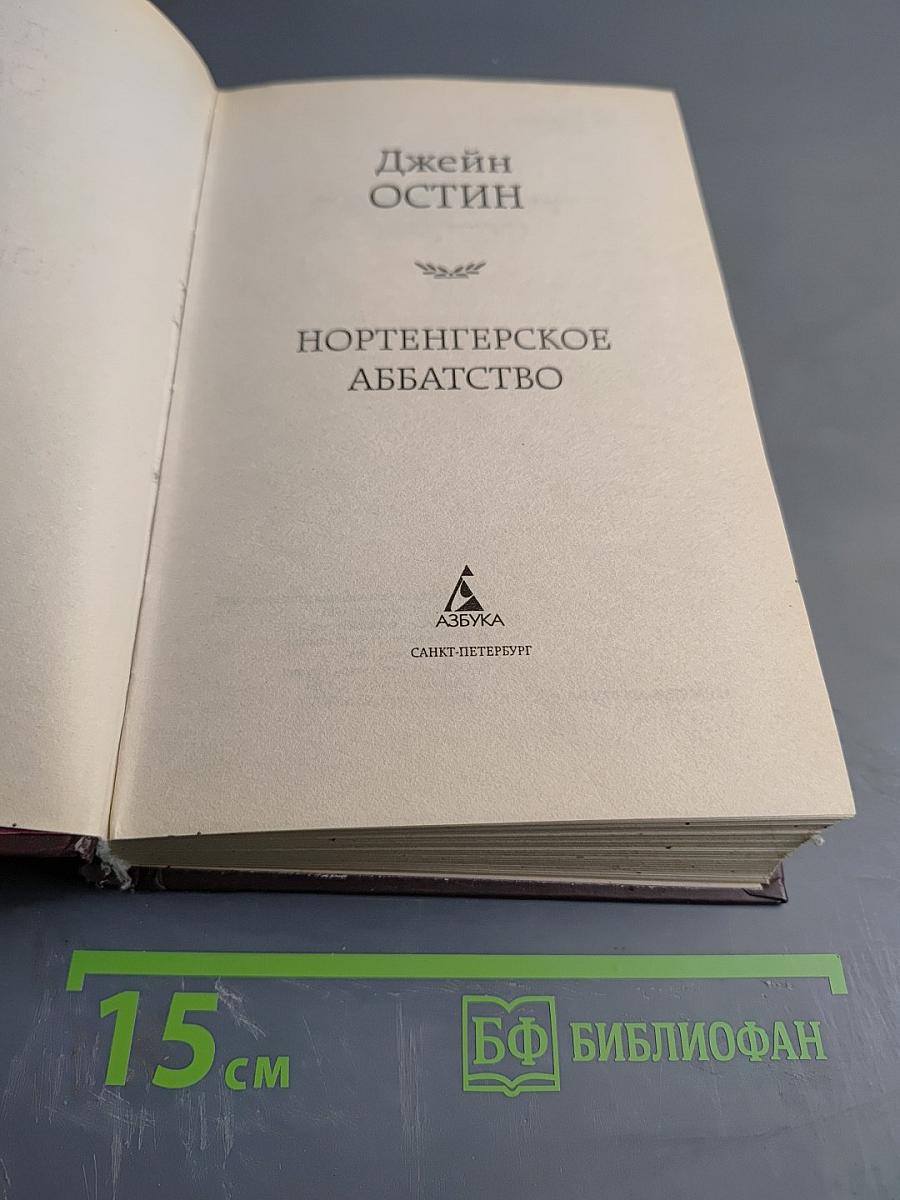 Джейн
ОСТИН
НОРТЕНГЕРСКОЕ
АББАТСТВО
АЗБУКА
САНКТ-ПЕТЕРБУРГ
15 см
БФ БИБЛИОФАН